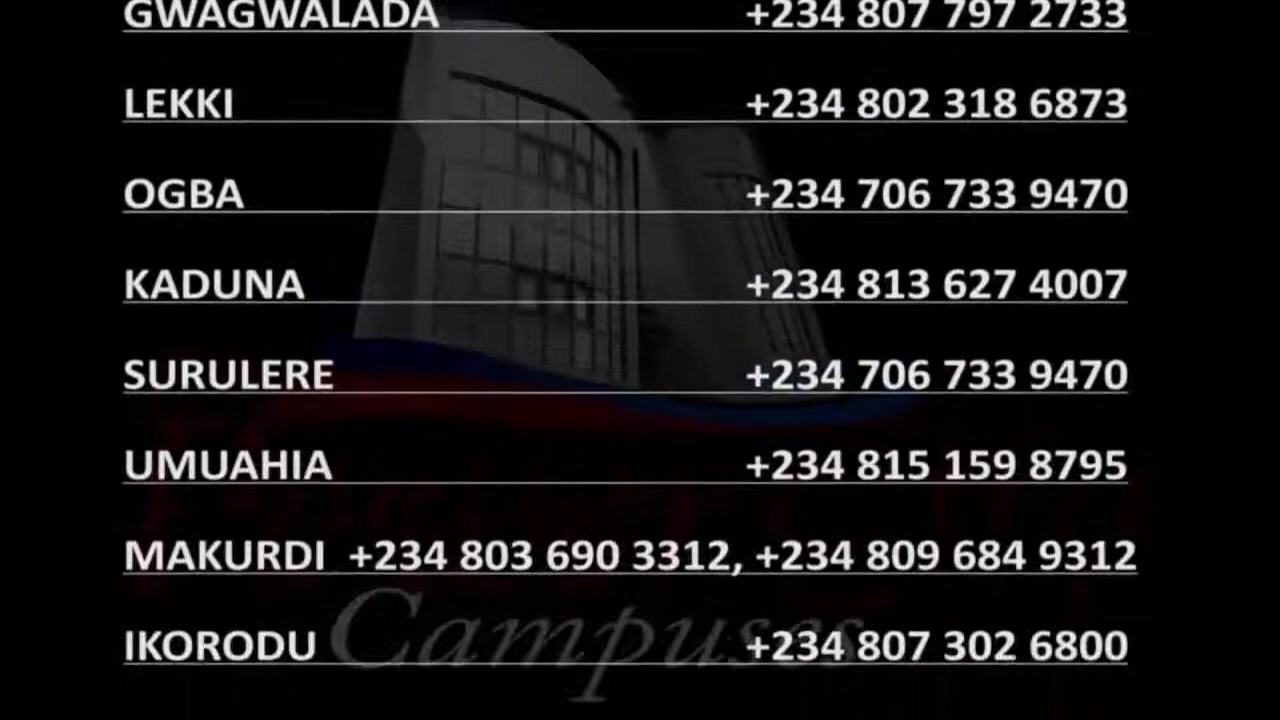 GWAGWALADA +234 807 797 2733
LEKKI +234 802 318 6873
OGBA +234 706 733 9470
KADUNA +234 813 627 4007
SURULERE +234 706 733 9470
UMUAHIA +234 815 159 8795
MAKURDI +234 803 690 3312, +234 809 684 9312
Campuses
IKORODU +234 807 302 6800